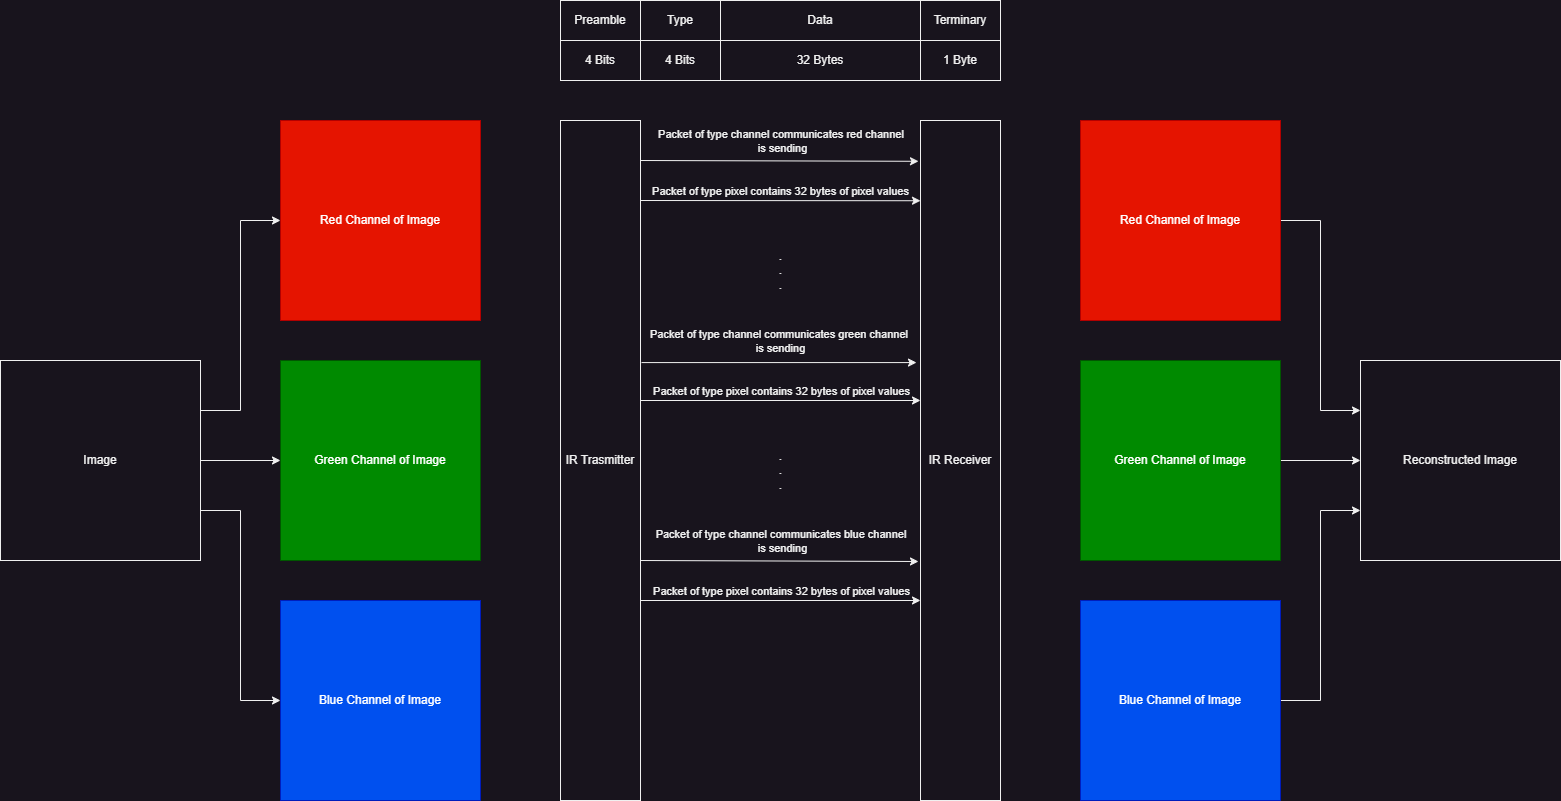 Preamble Type Data Terminary
4 Bits 4 Bits 32 Bytes 1 Byte
Image
Red Channel of Image
Green Channel of Image
Blue Channel of Image
IR Trasmitter
Packet of type channel communicates red channel
is sending
Packet of type pixel contains 32 bytes of pixel values
.
.
.
Packet of type channel communicates green channel
is sending
Packet of type pixel contains 32 bytes of pixel values
.
.
.
Packet of type channel communicates blue channel
is sending
Packet of type pixel contains 32 bytes of pixel values
IR Receiver
Red Channel of Image
Green Channel of Image
Blue Channel of Image
Reconstructed Image